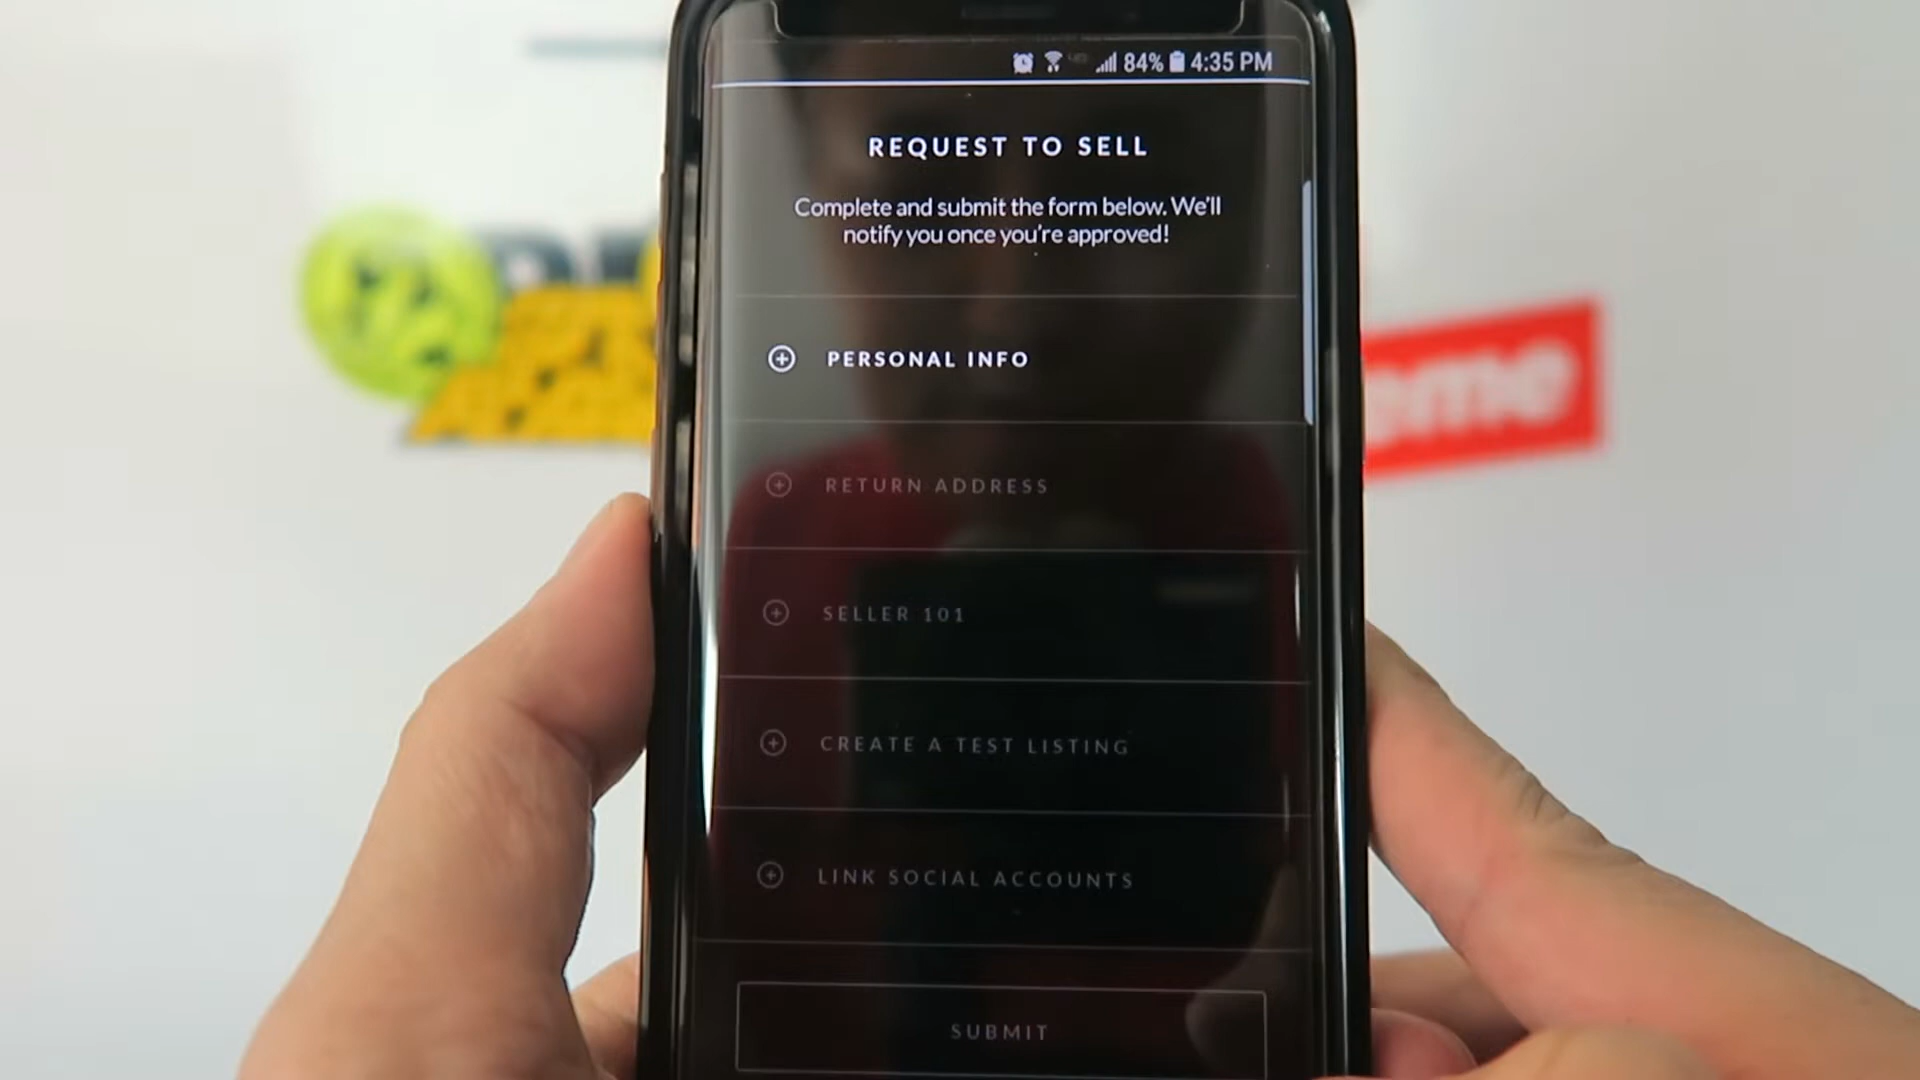 84% 4:35 PM
REQUEST TO SELL
Complete and submit the form below. We'll
notify you once you're approved!
PERSONAL INFO
eme
RETURN ADDRESS
SELLER 101
CREATE A TEST LISTING
LINK SOCIAL ACCOUNTS
SUBMIT